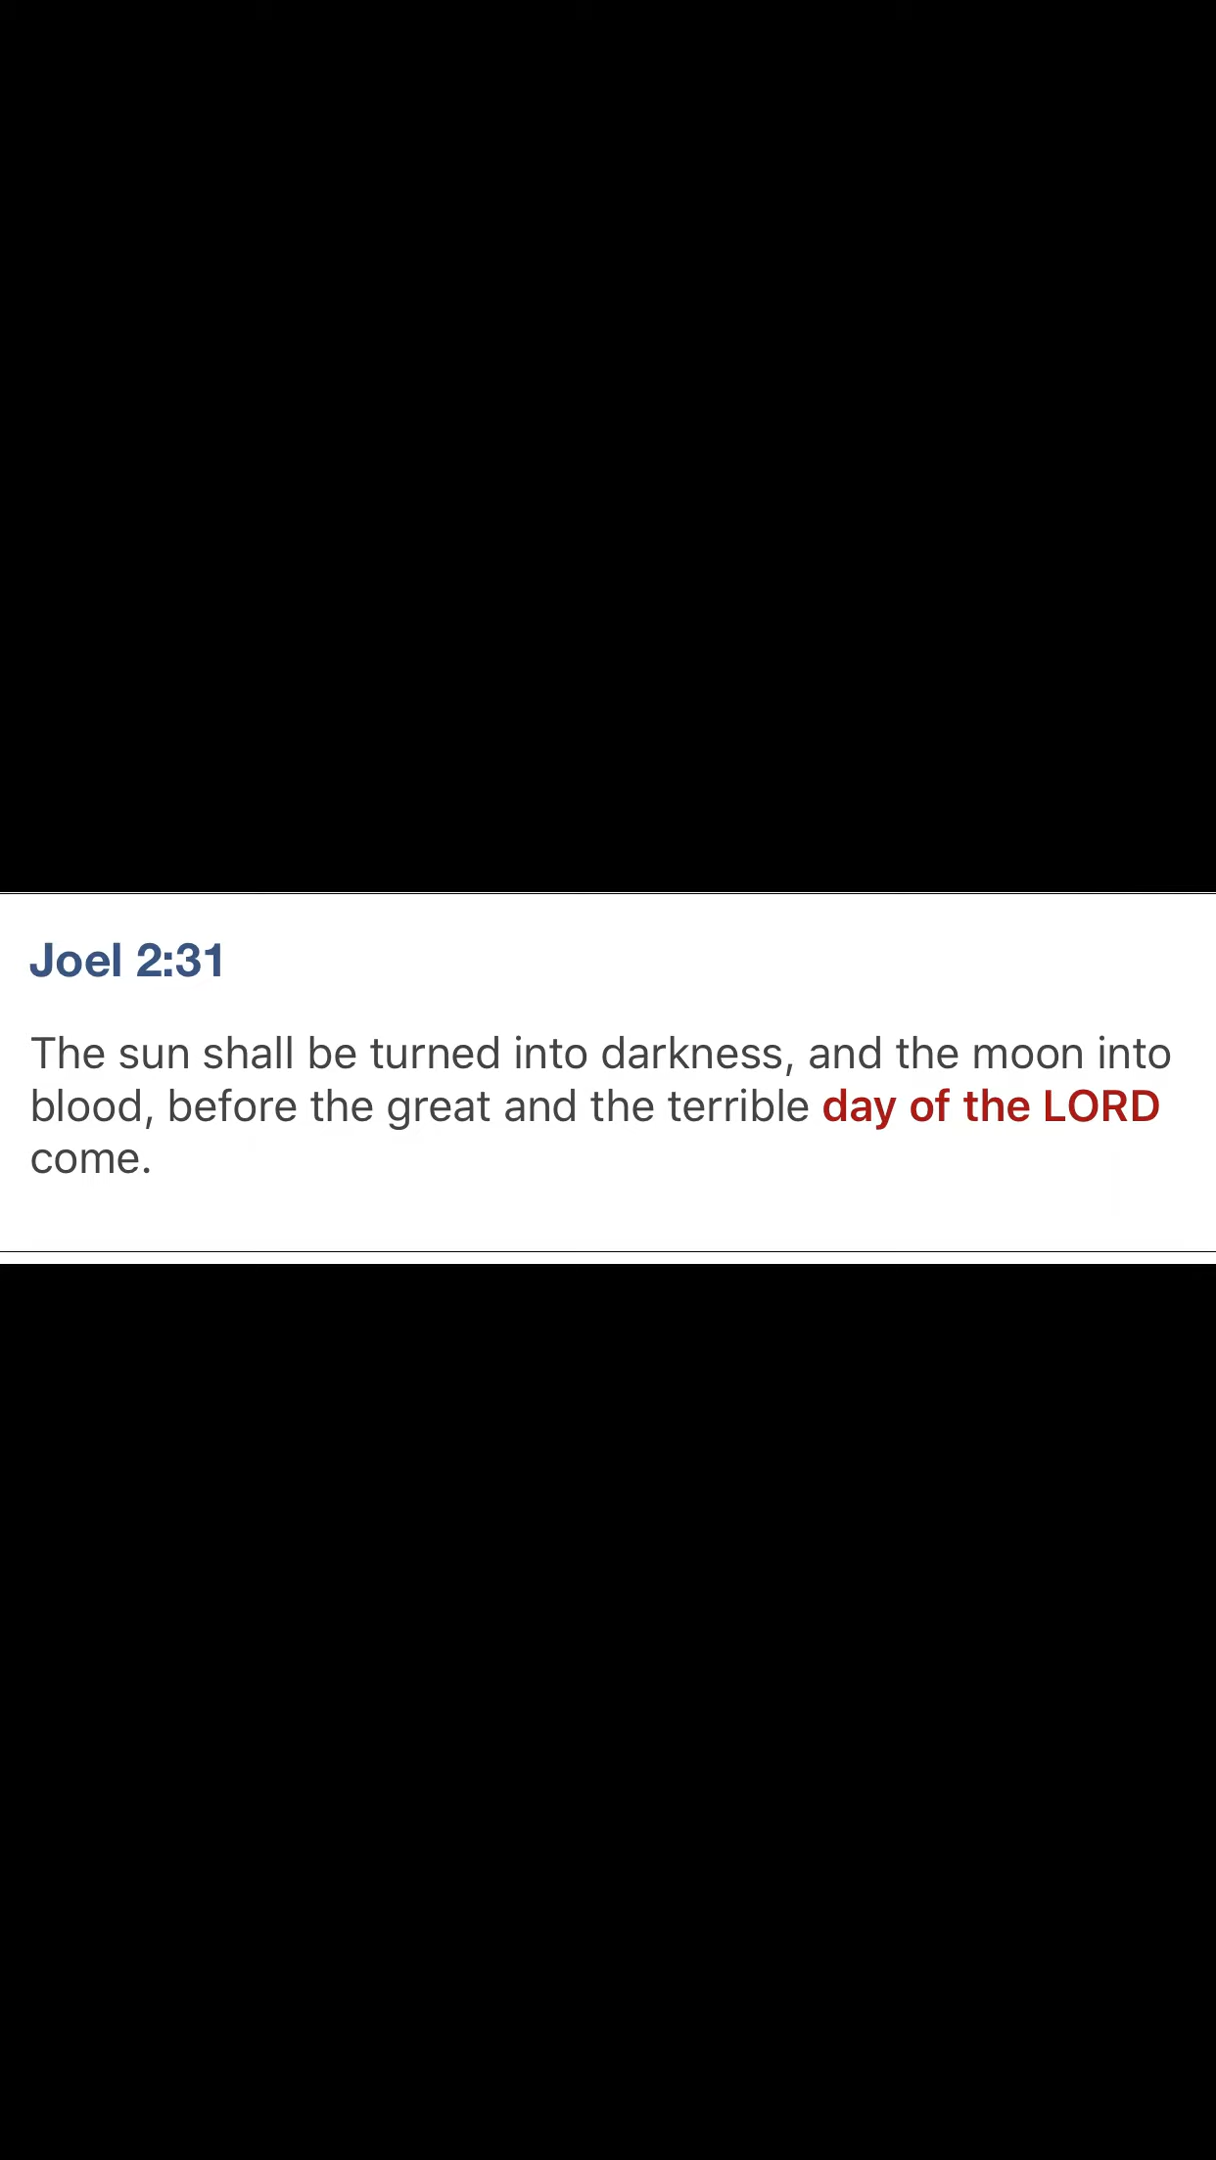 Joel 2:31
The sun shall be turned into darkness, and the moon into
blood, before the great and the terrible day of the LORD
come.